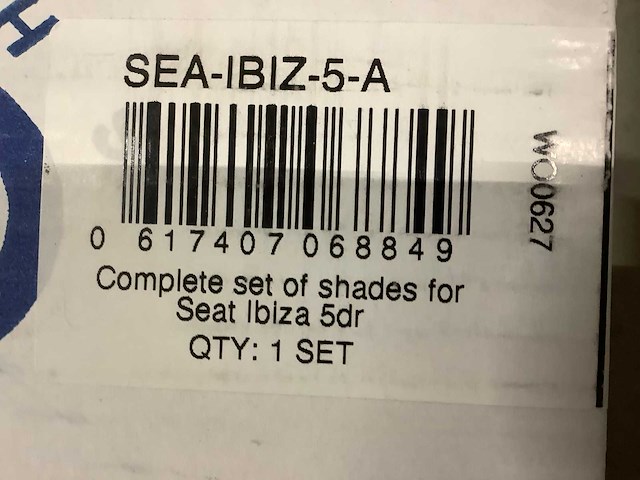 SEA-IBIZ-5-A
0 617407 068849
Complete set of shades for
Seat Ibiza 5dr
QTY: 1 SET
WO0627
H